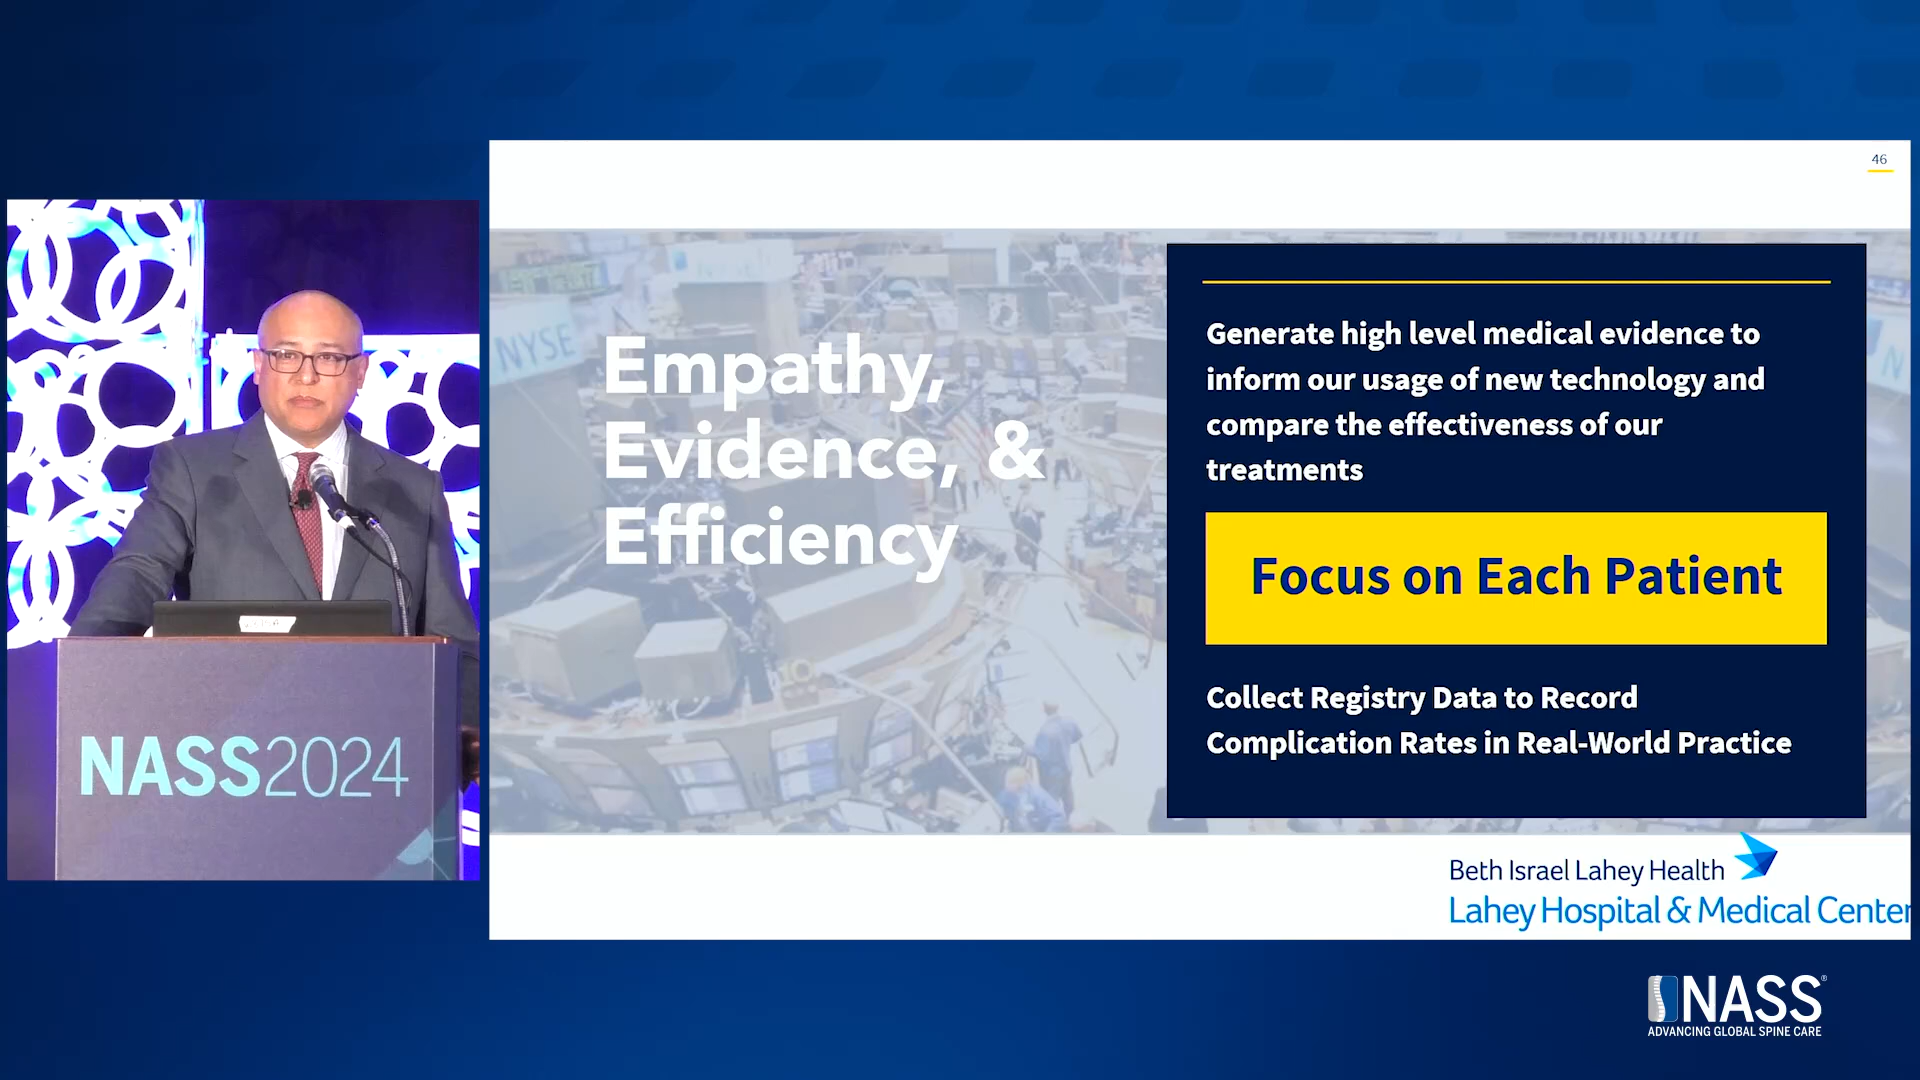 46
NYSE
NYSE
Empathy,
Evidence, &
Efficiency
Generate high level medical evidence to
inform our usage of new technology and
compare the effectiveness of our
treatments
Focus on Each Patient
Collect Registry Data to Record
Complication Rates in Real-World Practice
Beth Israel Lahey Health
Lahey Hospital & Medical Center
NASS2024
NASS®
ADVANCING GLOBAL SPINE CARE